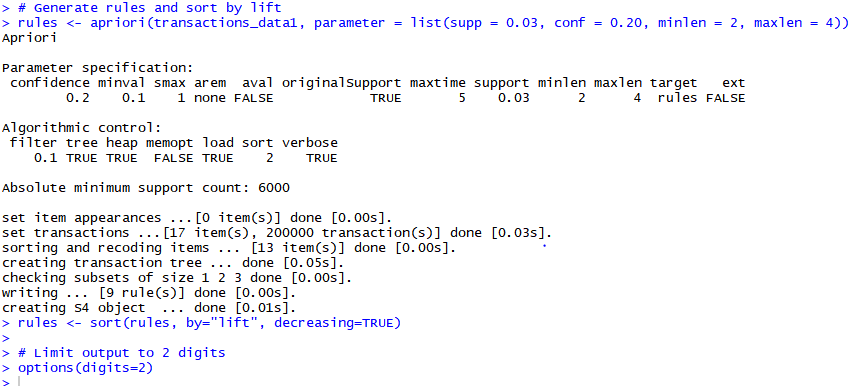 > # Generate rules and sort by lift
> rules <- apriori(transactions_data1, parameter = list(supp = 0.03, conf = 0.20, minlen = 2, maxlen = 4))
Apriori

Parameter specification:
 confidence minval smax arem  aval originalSupport maxtime support minlen maxlen target   ext
        0.2    0.1    1 none FALSE            TRUE       5    0.03      2      4  rules FALSE

Algorithmic control:
 filter tree heap memopt load sort verbose
    0.1 TRUE TRUE  FALSE TRUE    2    TRUE

Absolute minimum support count: 6000

set item appearances ...[0 item(s)] done [0.00s].
set transactions ...[17 item(s), 200000 transaction(s)] done [0.03s].
sorting and recoding items ... [13 item(s)] done [0.00s].
creating transaction tree ... done [0.05s].
checking subsets of size 1 2 3 done [0.00s].
writing ... [9 rule(s)] done [0.00s].
creating S4 object  ... done [0.01s].
> rules <- sort(rules, by="lift", decreasing=TRUE)
>
> # Limit output to 2 digits
> options(digits=2)
>